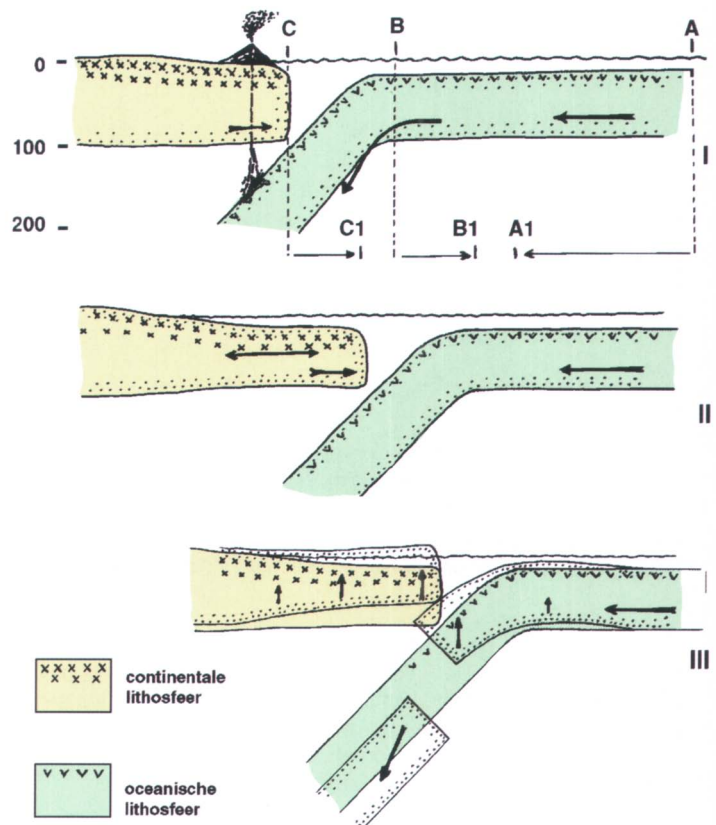 C B A
0
100
200
I
C1 B1 A1
II
III
continentale
lithosfeer
oceanische
lithosfeer